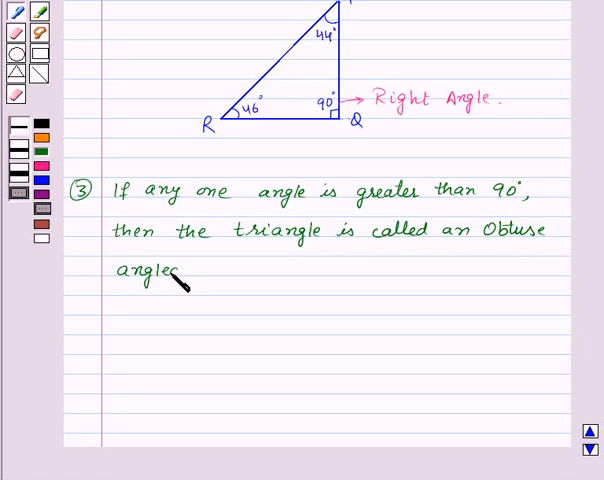 44°
90°
Right Angle.
46°
R
Q
③ If any one angle is greater than 90°,
then the triangle is called an Obtuse
angled